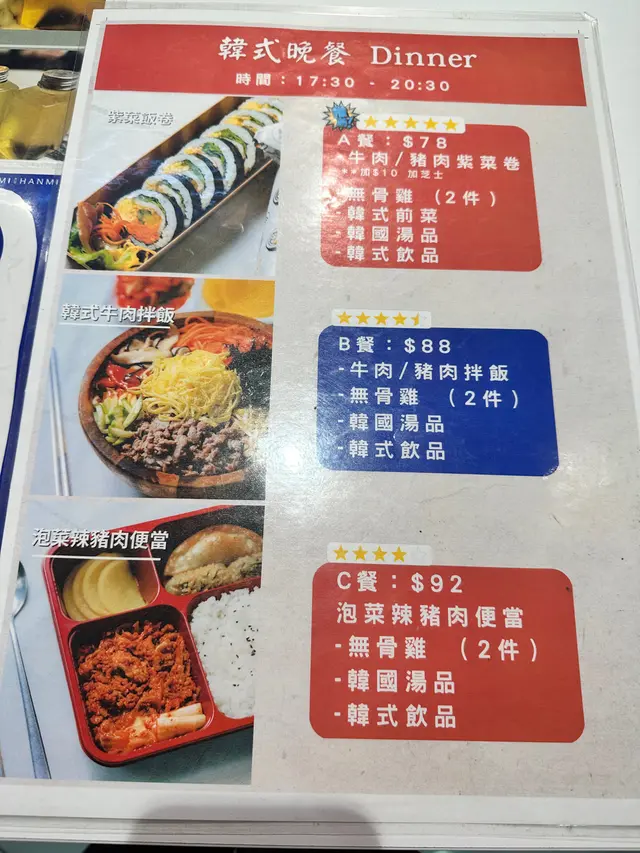 韓式晚餐 Dinner
時間：17:30 - 20:30
紫菜飯卷
A餐：$78
-牛肉/豬肉紫菜卷
**加$10 加芝士
-無骨雞（2件）
-韓式前菜
-韓國湯品
-韓式飲品
韓式牛肉拌飯
B餐：$88
-牛肉/豬肉拌飯
-無骨雞（2件）
-韓國湯品
-韓式飲品
泡菜辣豬肉便當
C餐：$92
泡菜辣豬肉便當
-無骨雞（2件）
-韓國湯品
-韓式飲品